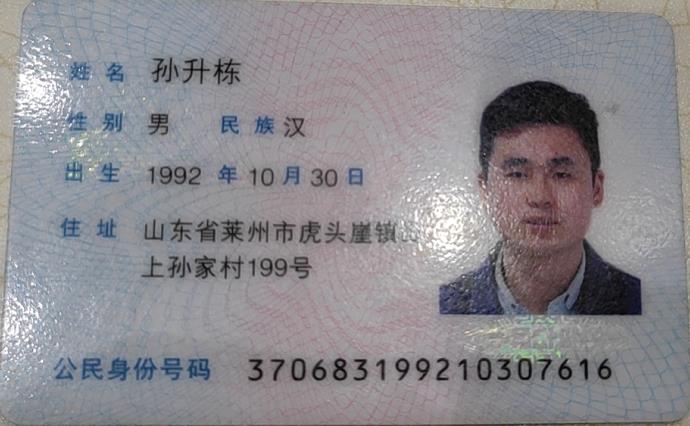 姓名 孙升栋
性别 男 民族 汉
出生 1992 年 10 月 30 日
住址 山东省莱州市虎头崖镇
上孙家村199号
公民身份号码 370683199210307616